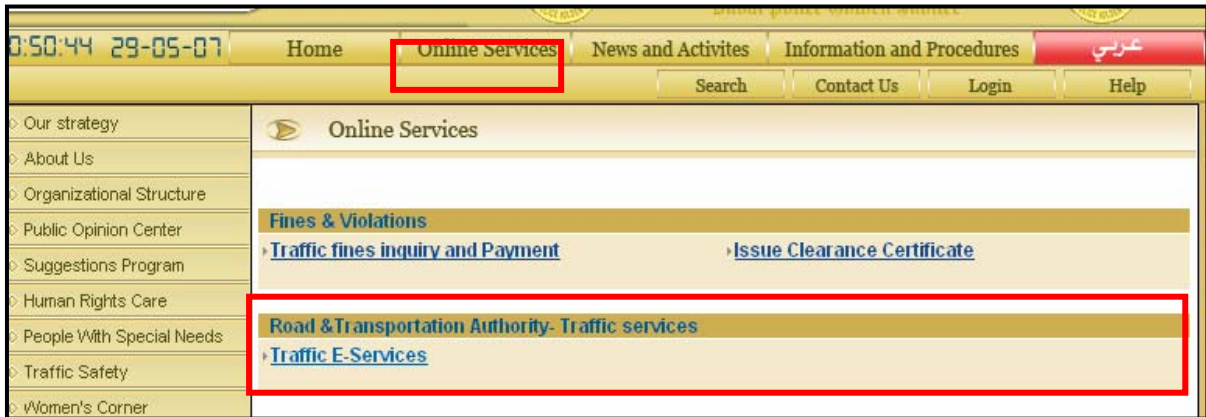 0:50:44 29-05-07 Home Online Services News and Activites Information and Procedures عربي
Search Contact Us Login Help
Our strategy
About Us
Organizational Structure
Public Opinion Center
Suggestions Program
Human Rights Care
People With Special Needs
Traffic Safety
Women's Corner
Online Services
Fines & Violations
Traffic fines inquiry and Payment Issue Clearance Certificate
Road &Transportation Authority- Traffic services
Traffic E-Services